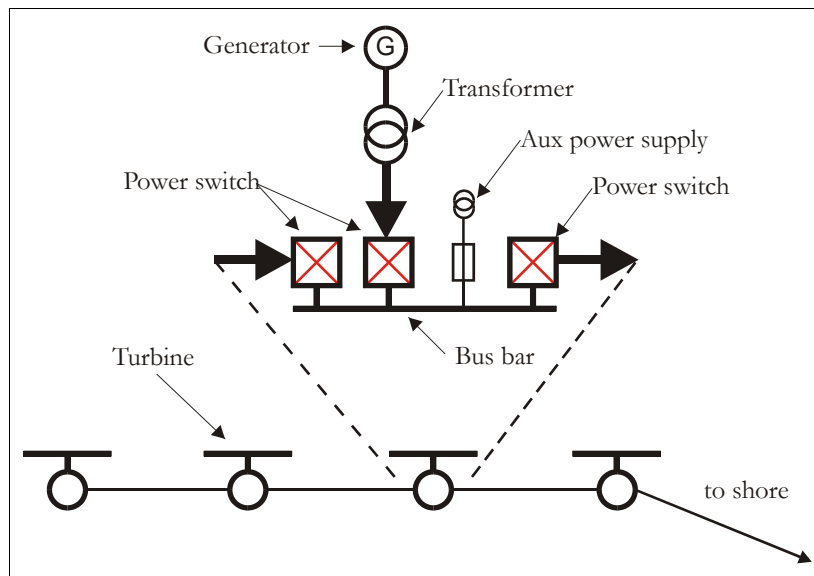 Generator
G
Transformer
Aux power supply
Power switch
Power switch
Bus bar
Turbine
to shore